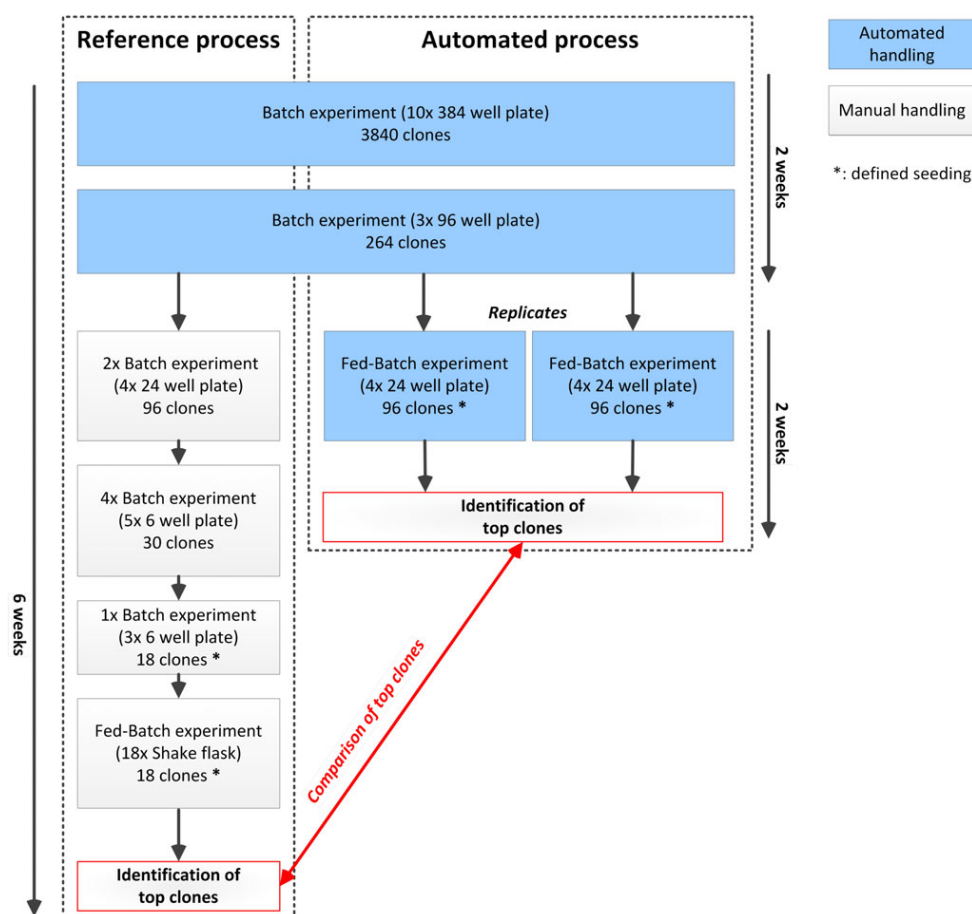 Reference process
Automated process
Automated
handling
Manual handling
*: defined seeding
Batch experiment (10x 384 well plate)
3840 clones
2 weeks
Batch experiment (3x 96 well plate)
264 clones
Replicates
2x Batch experiment
(4x 24 well plate)
96 clones
Fed-Batch experiment
(4x 24 well plate)
96 clones *
Fed-Batch experiment
(4x 24 well plate)
96 clones *
2 weeks
4x Batch experiment
(5x 6 well plate)
30 clones
Identification of
top clones
6 weeks
1x Batch experiment
(3x 6 well plate)
18 clones *
Comparison of top clones
Fed-Batch experiment
(18x Shake flask)
18 clones *
Identification of
top clones